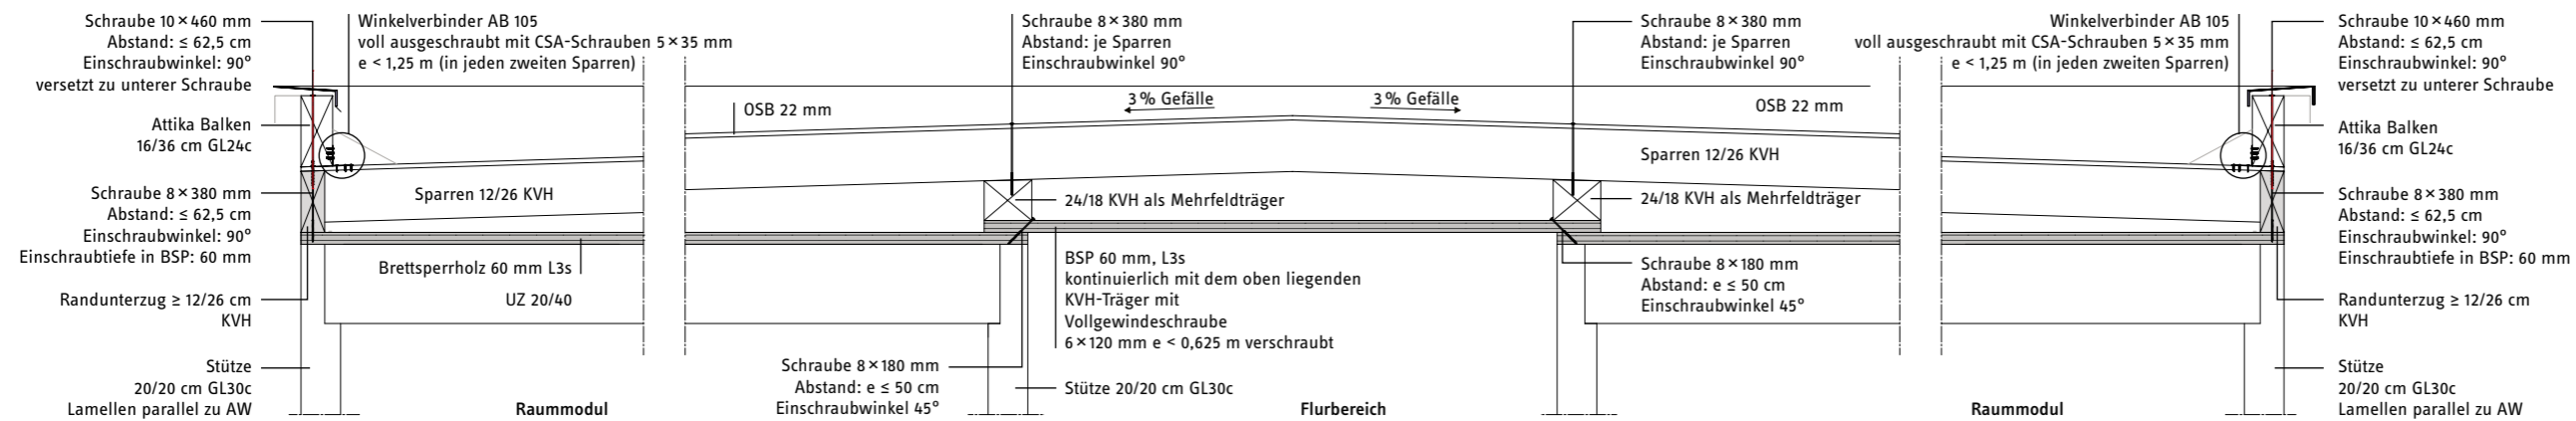 Schraube 10 × 460 mm
Abstand: ≤ 62,5 cm
Einschraubwinkel: 90°
versetzt zu unterer Schraube
Attika Balken
16/36 cm GL24c
Schraube 8 × 380 mm
Abstand: ≤ 62,5 cm
Einschraubwinkel: 90°
Einschraubtiefe in BSP: 60 mm
Randunterzug ≥ 12/26 cm
KVH
Stütze
20/20 cm GL30c
Lamellen parallel zu AW
Winkelverbinder AB 105
voll ausgeschraubt mit CSA-Schrauben 5 × 35 mm
e < 1,25 m (in jeden zweiten Sparren)
Sparren 12/26 KVH
Brettsperrholz 60 mm L3s
UZ 20/40
Raummodul
OSB 22 mm
Schraube 8 × 380 mm
Abstand: je Sparren
Einschraubwinkel 90°
3 % Gefälle
3 % Gefälle
24/18 KVH als Mehrfeldträger
BSP 60 mm, L3s
kontinuierlich mit dem oben liegenden
KVH-Träger mit
Vollgewindeschraube
6 × 120 mm e < 0,625 m verschraubt
Schraube 8 × 180 mm
Abstand: e ≤ 50 cm
Einschraubwinkel 45°
Stütze 20/20 cm GL30c
Flurbereich
Schraube 8 × 380 mm
Abstand: je Sparren
Einschraubwinkel 90°
OSB 22 mm
Sparren 12/26 KVH
24/18 KVH als Mehrfeldträger
Schraube 8 × 180 mm
Abstand: e ≤ 50 cm
Einschraubwinkel 45°
Winkelverbinder AB 105
voll ausgeschraubt mit CSA-Schrauben 5 × 35 mm
e < 1,25 m (in jeden zweiten Sparren)
Raummodul
Schraube 10 × 460 mm
Abstand: ≤ 62,5 cm
Einschraubwinkel: 90°
versetzt zu unterer Schraube
Attika Balken
16/36 cm GL24c
Schraube 8 × 380 mm
Abstand: ≤ 62,5 cm
Einschraubwinkel: 90°
Einschraubtiefe in BSP: 60 mm
Randunterzug ≥ 12/26 cm
KVH
Stütze
20/20 cm GL30c
Lamellen parallel zu AW